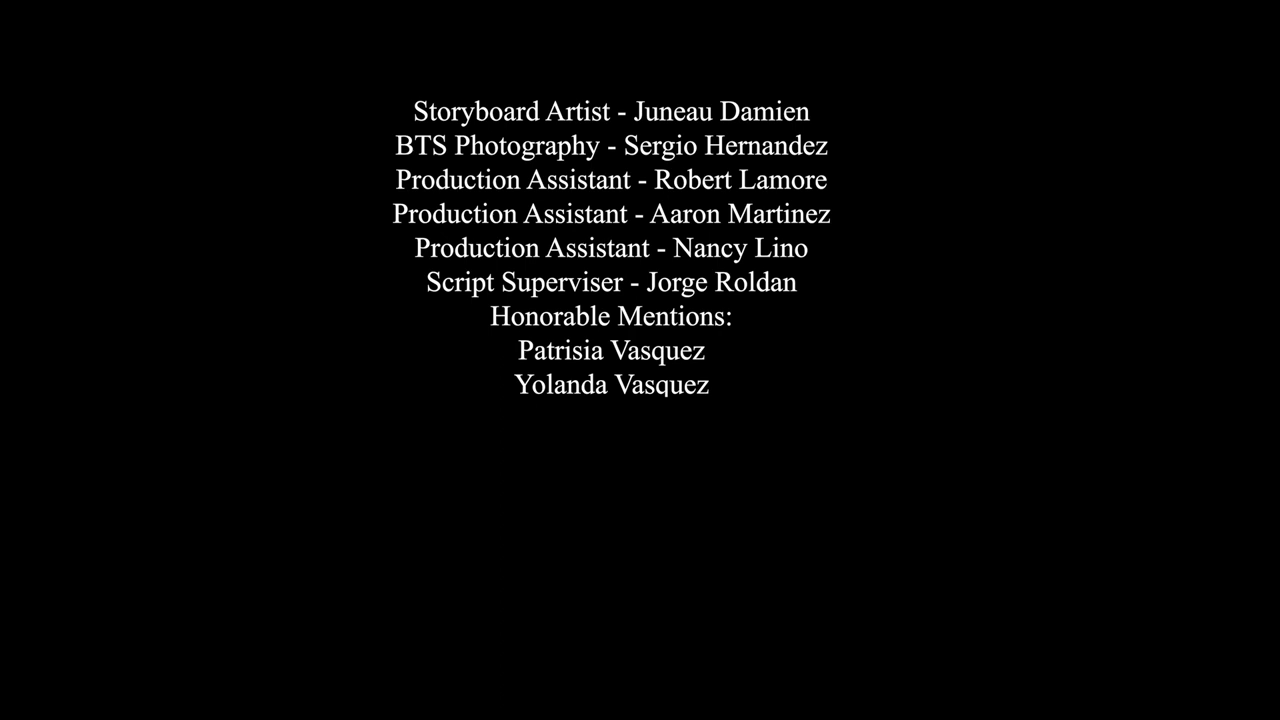 Storyboard Artist - Juneau Damien
BTS Photography - Sergio Hernandez
Production Assistant - Robert Lamore
Production Assistant - Aaron Martinez
Production Assistant - Nancy Lino
Script Superviser - Jorge Roldan
Honorable Mentions:
Patrisia Vasquez
Yolanda Vasquez